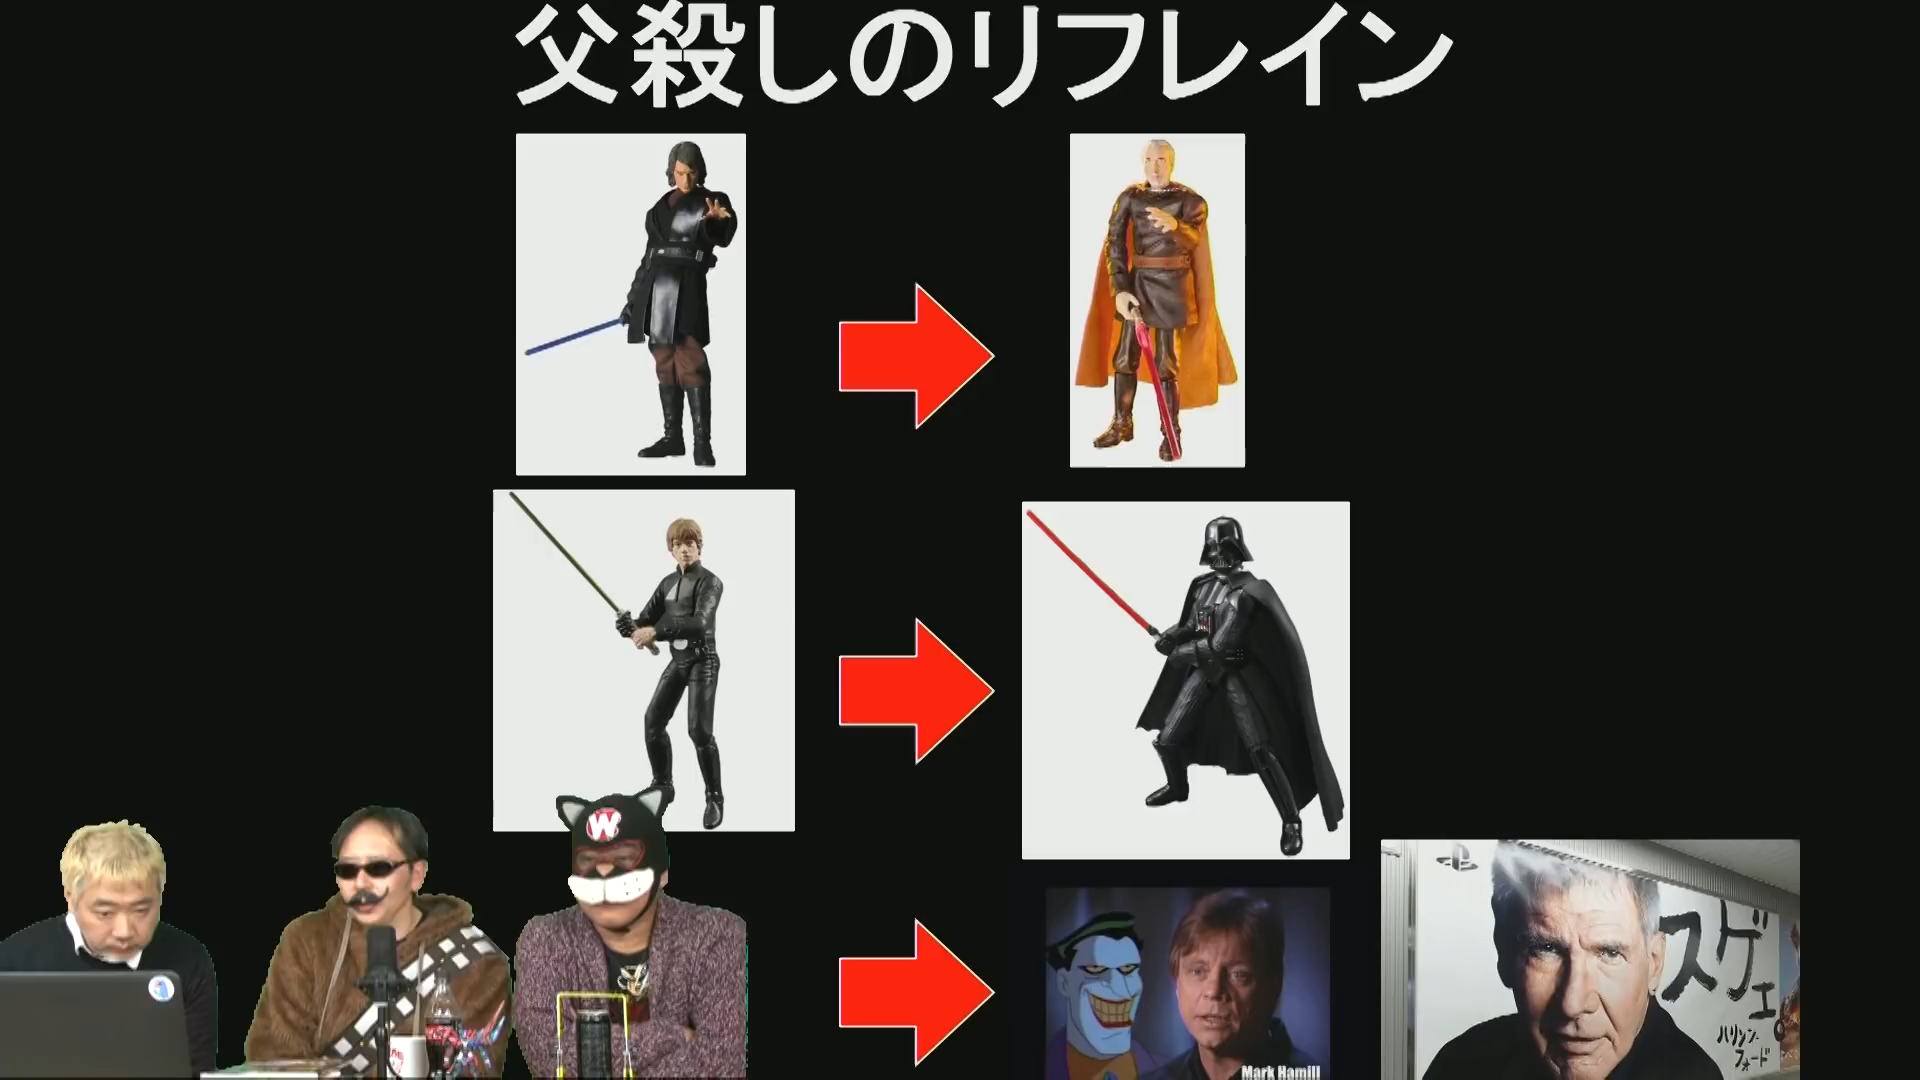 父殺しのリフレイン
W
スゲェ。
ハリソン・
フォード
Mark Hamill